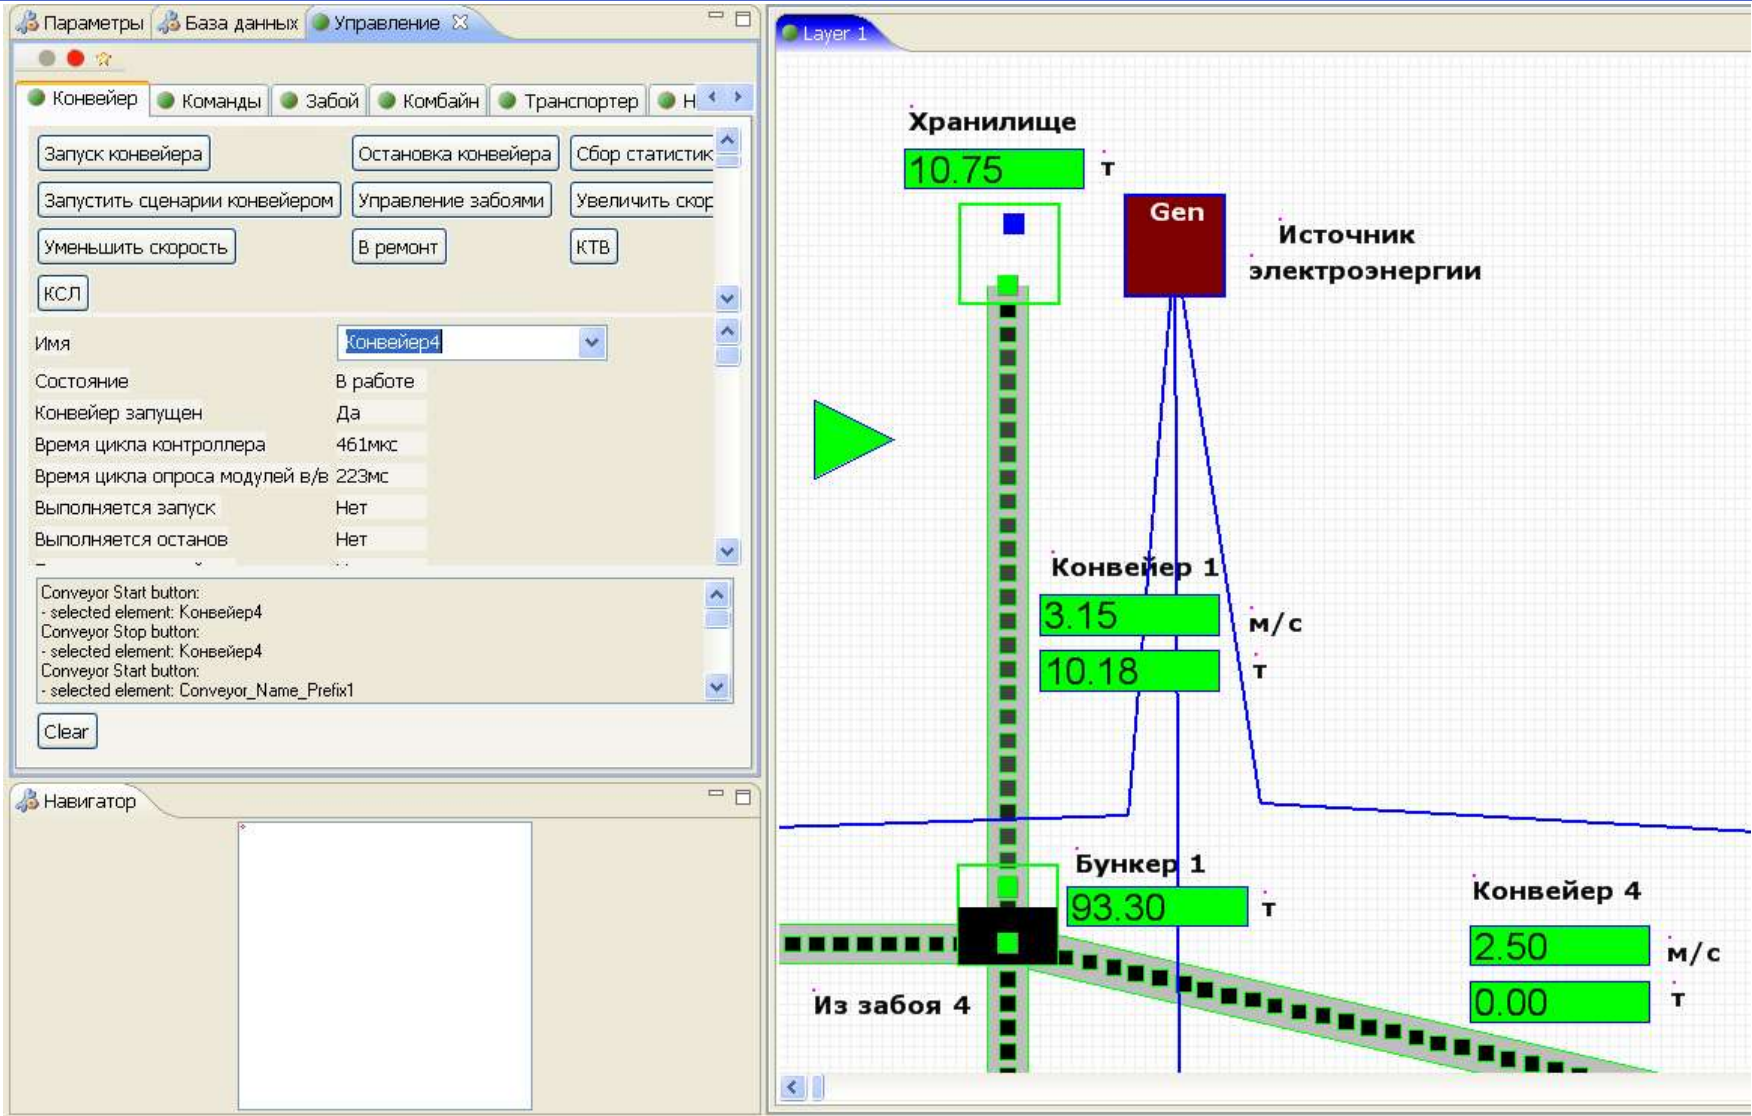 Параметры База данных Управление
Конвейер Команды Забой Комбайн Транспортер Н
Запуск конвейера Остановка конвейера Сбор статистик
Запустить сценарии конвейером Управление забоями Увеличить скор
Уменьшить скорость В ремонт КТВ
КСЛ
Имя Конвейер4
Состояние В работе
Конвейер запущен Да
Время цикла контроллера 461мкс
Время цикла опроса модулей в/в 223мс
Выполняется запуск Нет
Выполняется останов Нет
Conveyor Start button:
- selected element: Конвейер4
Conveyor Stop button:
- selected element: Конвейер4
Conveyor Start button:
- selected element: Conveyor_Name_Prefix1
Clear
Навигатор
Layer 1
Хранилище
10.75 т
Gen
Источник
электроэнергии
Конвейер 1
3.15 м/с
10.18 т
Бункер 1
93.30 т
Конвейер 4
2.50 м/с
0.00 т
Из забоя 4